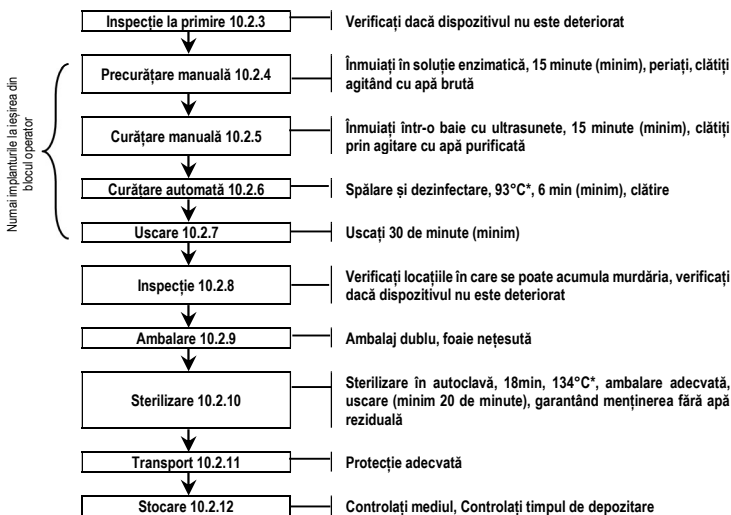 Inspecție la primire 10.2.3
Verificați dacă dispozitivul nu este deteriorat
Numai implanturile la ieșirea din
blocul operator
Precurățare manuală 10.2.4
Înmuiați în soluție enzimatică, 15 minute (minim), periați, clătiți
agitând cu apă brută
Curățare manuală 10.2.5
Înmuiați într-o baie cu ultrasunete, 15 minute (minim), clătiți
prin agitare cu apă purificată
Curățare automată 10.2.6
Spălare și dezinfectare, 93°C*, 6 min (minim), clătire
Uscare 10.2.7
Uscați 30 de minute (minim)
Inspecție 10.2.8
Verificați locațiile în care se poate acumula murdăria, verificați
dacă dispozitivul nu este deteriorat
Ambalare 10.2.9
Ambalaj dublu, foaie nețesută
Sterilizare 10.2.10
Sterilizare în autoclavă, 18min, 134°C*, ambalare adecvată,
uscare (minim 20 de minute), garantând menținerea fără apă
reziduală
Transport 10.2.11
Protecție adecvată
Stocare 10.2.12
Controlați mediul, Controlați timpul de depozitare